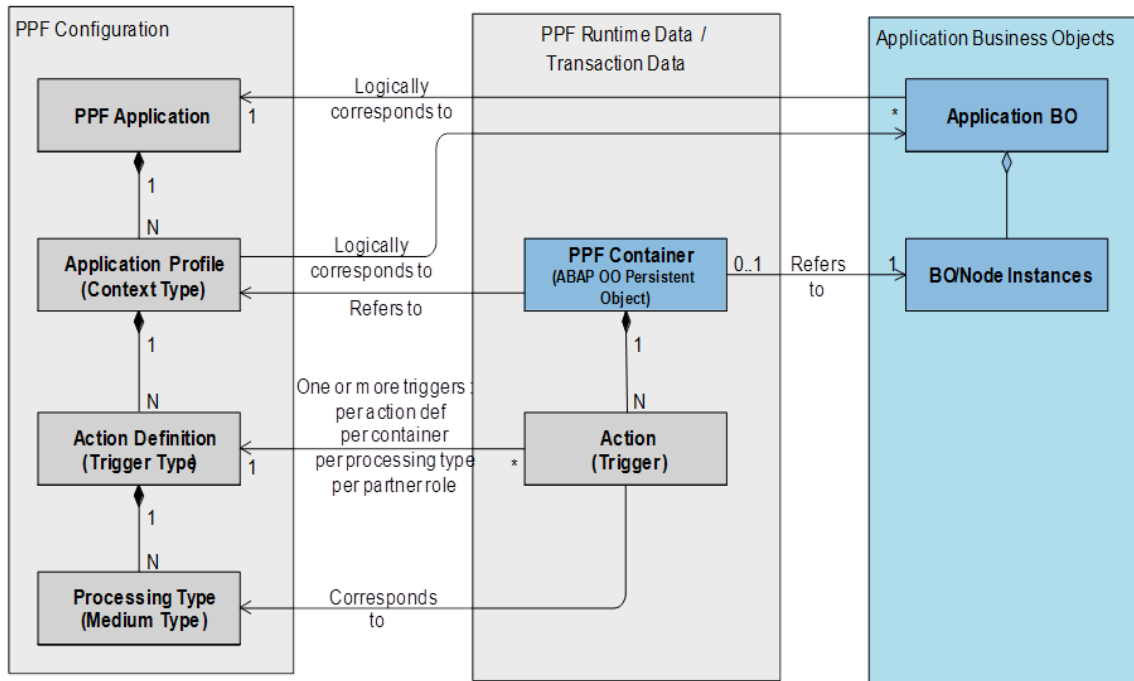 PPF Configuration
PPF Runtime Data /
Transaction Data
Application Business Objects
PPF Application
1
Logically
corresponds to
*
Application BO
1
N
Application Profile
(Context Type)
Logically
corresponds to
Refers to
PPF Container
(ABAP OO Persistent
Object)
0..1
Refers
to
1
BO/Node Instances
1
N
1
N
One or more triggers :
per action def
per container
per processing type
per partner role
Action Definition
(Trigger Type)
1
*
Action
(Trigger)
1
N
Processing Type
(Medium Type)
Corresponds
to